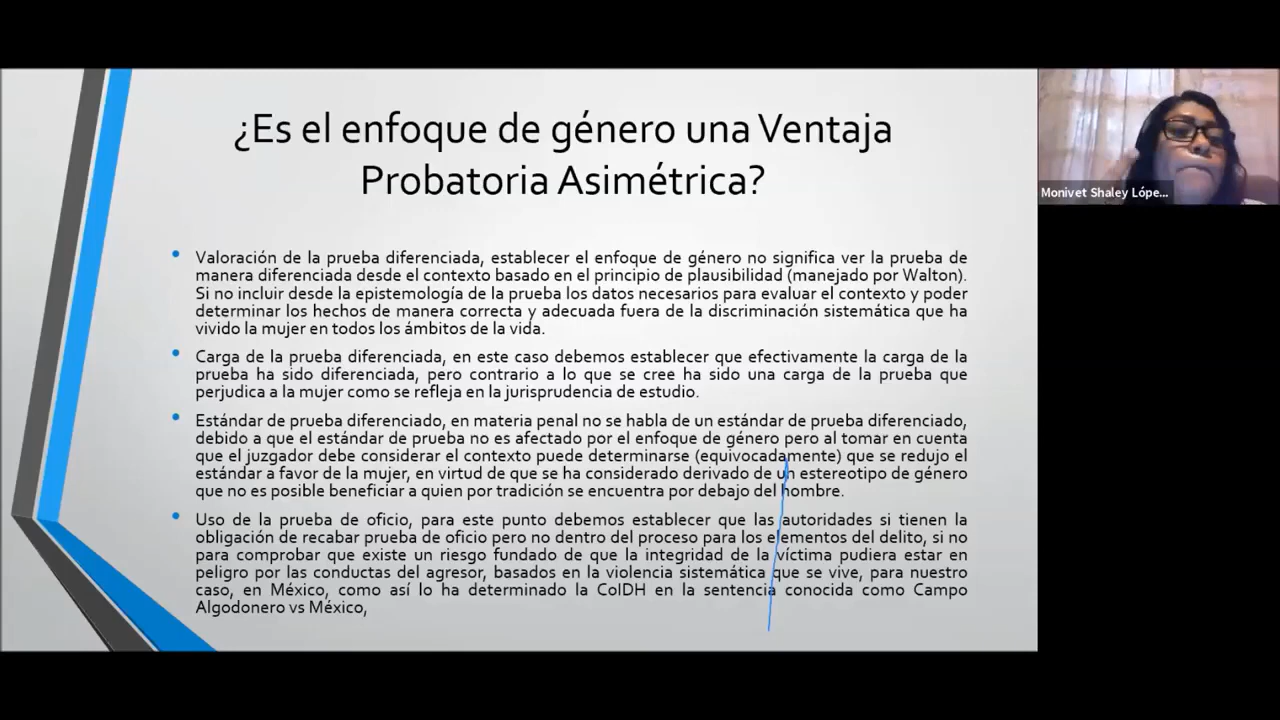 ¿Es el enfoque de género una Ventaja
Probatoria Asimétrica?
Monivet Shaley Lópe...
• Valoración de la prueba diferenciada, establecer el enfoque de género no significa ver la prueba de
manera diferenciada desde el contexto basado en el principio de plausibilidad (manejado por Walton).
Si no incluir desde la epistemología de la prueba los datos necesarios para evaluar el contexto y poder
determinar los hechos de manera correcta y adecuada fuera de la discriminación sistemática que ha
vivido la mujer en todos los ámbitos de la vida.
• Carga de la prueba diferenciada, en este caso debemos establecer que efectivamente la carga de la
prueba ha sido diferenciada, pero contrario a lo que se cree ha sido una carga de la prueba que
perjudica a la mujer como se refleja en la jurisprudencia de estudio.
• Estándar de prueba diferenciado, en materia penal no se habla de un estándar de prueba diferenciado,
debido a que el estándar de prueba no es afectado por el enfoque de género pero al tomar en cuenta
que el juzgador debe considerar el contexto puede determinarse (equivocadamente) que se redujo el
estándar a favor de la mujer, en virtud de que se ha considerado derivado de un estereotipo de género
que no es posible beneficiar a quien por tradición se encuentra por debajo del hombre.
• Uso de la prueba de oficio, para este punto debemos establecer que las autoridades si tienen la
obligación de recabar prueba de oficio pero no dentro del proceso para los elementos del delito, si no
para comprobar que existe un riesgo fundado de que la integridad de la víctima pudiera estar en
peligro por las conductas del agresor, basados en la violencia sistemática que se vive, para nuestro
caso, en México, como así lo ha determinado la CoIDH en la sentencia conocida como Campo
Algodonero vs México,